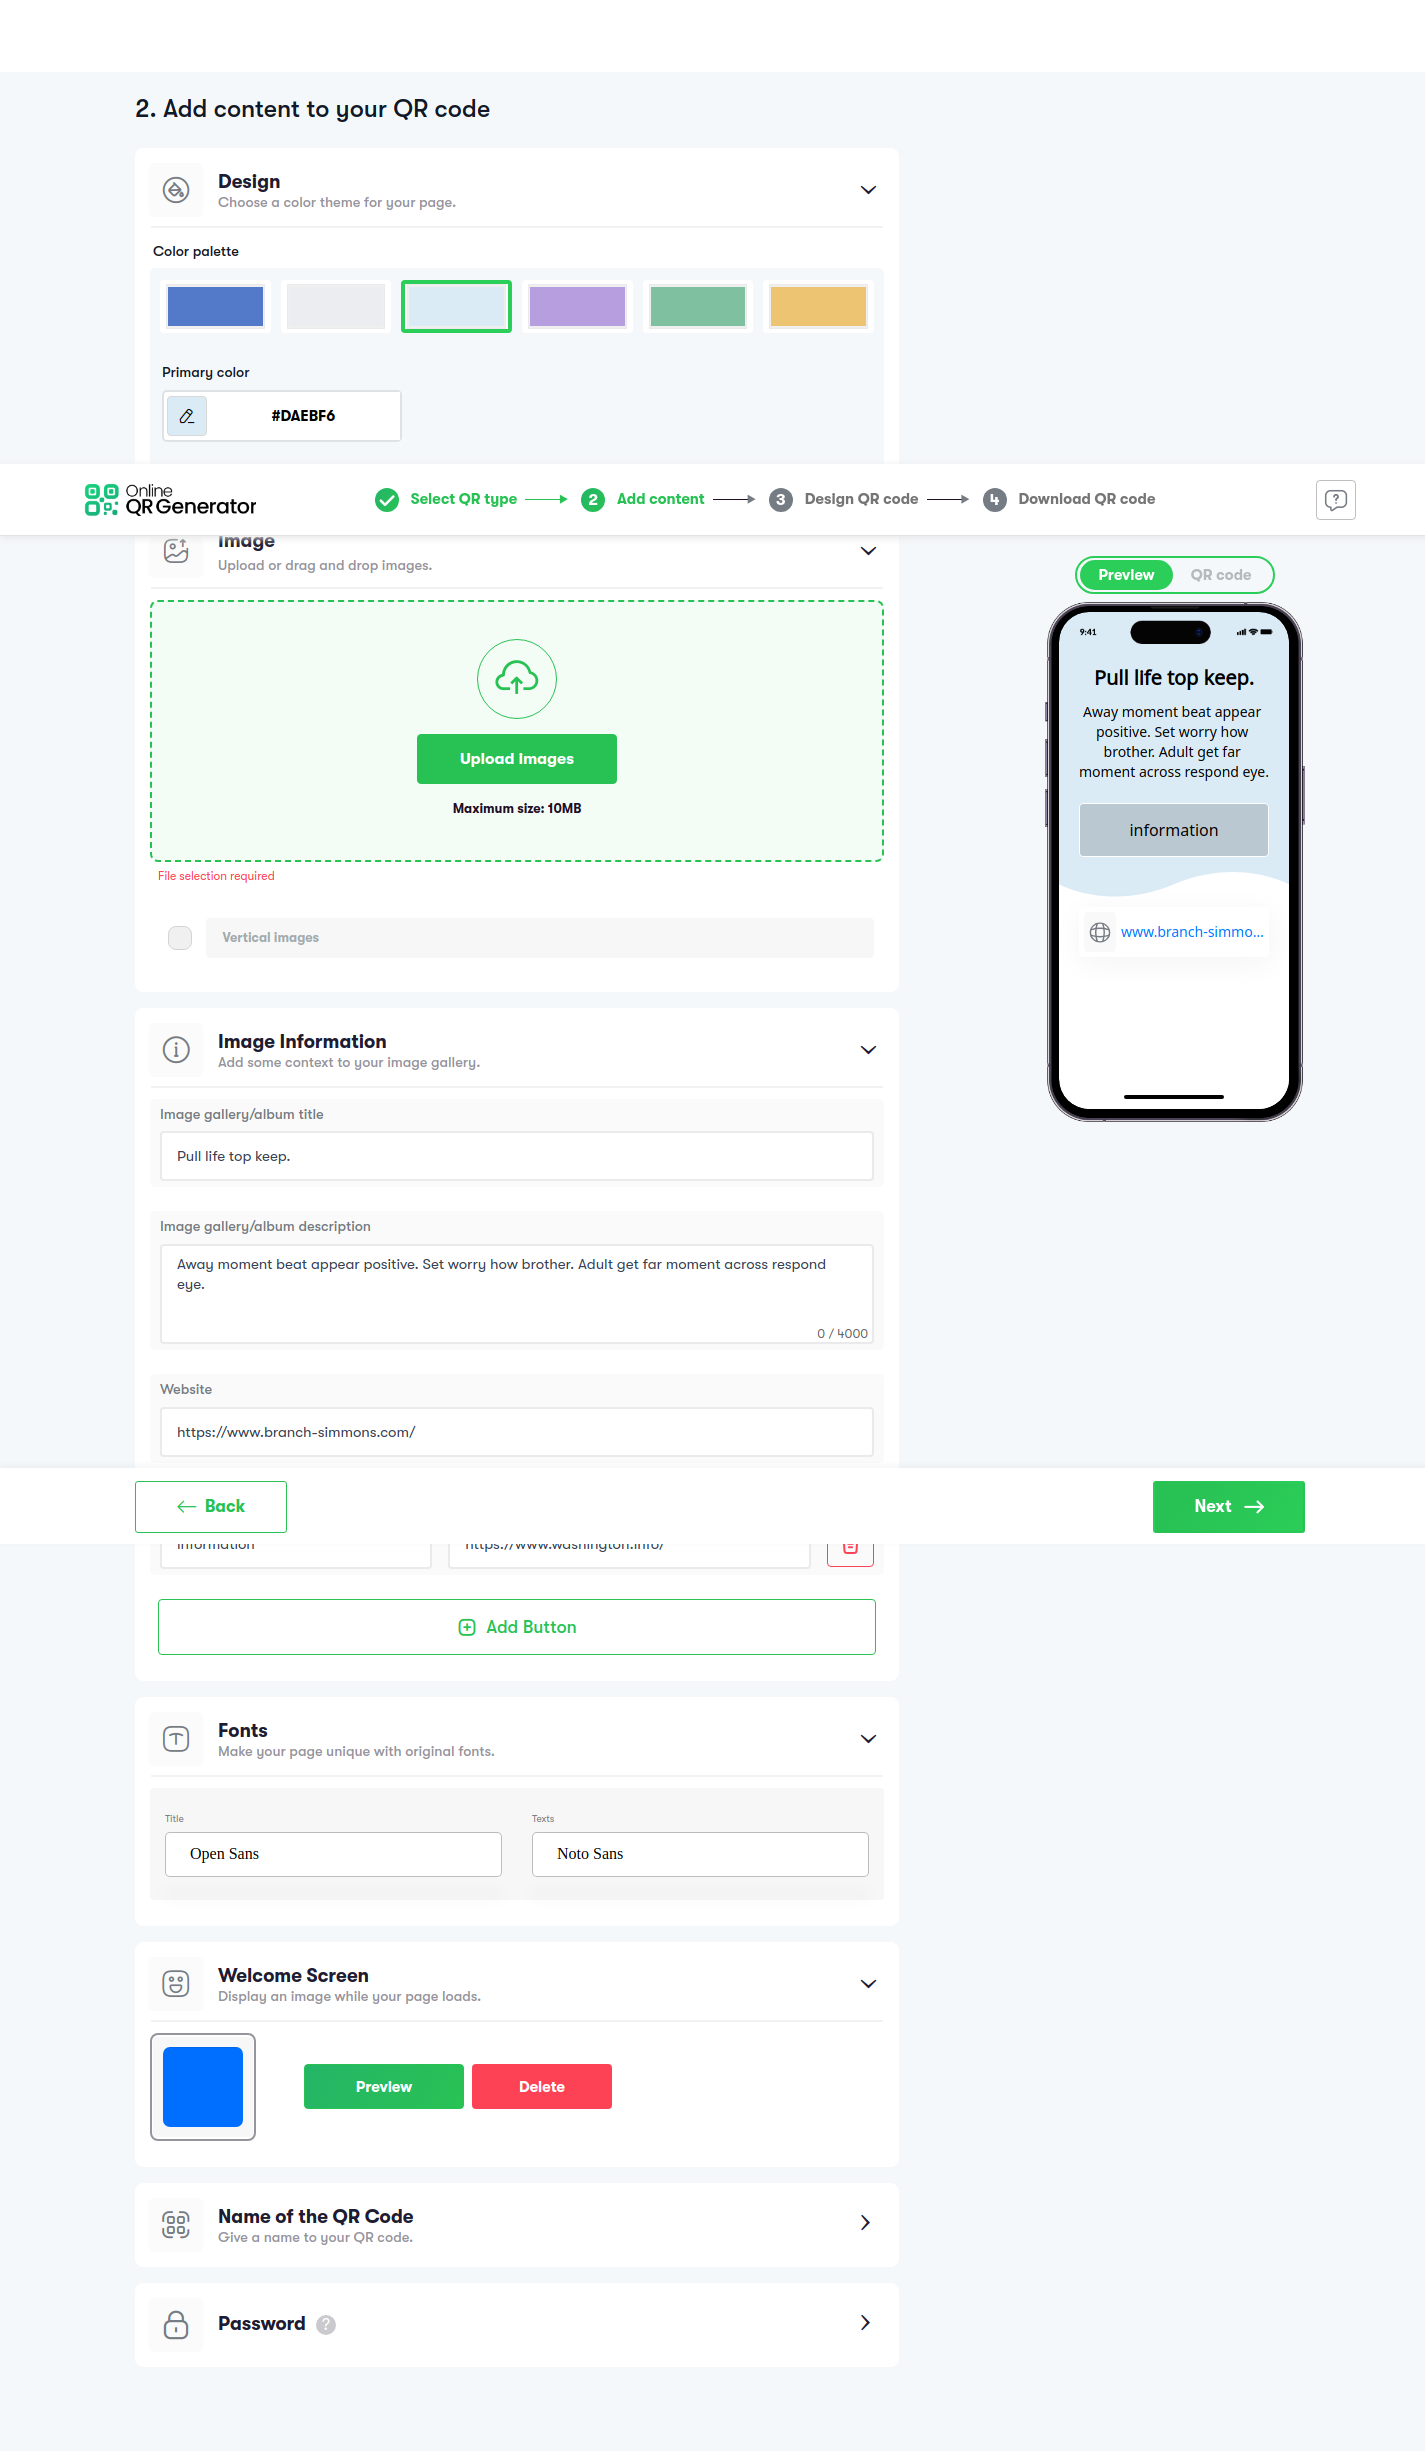 2. Add content to your QR code
Design
Choose a color theme for your page.
Color palette
Primary color
#DAEBF6
Online
QR Generator
Select QR type
2 Add content
3 Design QR code
4 Download QR code
Image
Upload or drag and drop images.
Upload Images
Maximum size: 10MB
File selection required
Vertical images
Preview
QR code
9:41
Pull life top keep.
Away moment beat appear
positive. Set worry how
brother. Adult get far
moment across respond eye.
information
www.branch-simmo...
Image Information
Add some context to your image gallery.
Image gallery/album title
Pull life top keep.
Image gallery/album description
Away moment beat appear positive. Set worry how brother. Adult get far moment across respond
eye.
0 / 4000
Website
https://www.branch-simmons.com/
Back
Next
information
https://www.washington.info/
Add Button
Fonts
Make your page unique with original fonts.
Title
Texts
Open Sans
Noto Sans
Welcome Screen
Display an image while your page loads.
Preview
Delete
Name of the QR Code
Give a name to your QR code.
Password ?